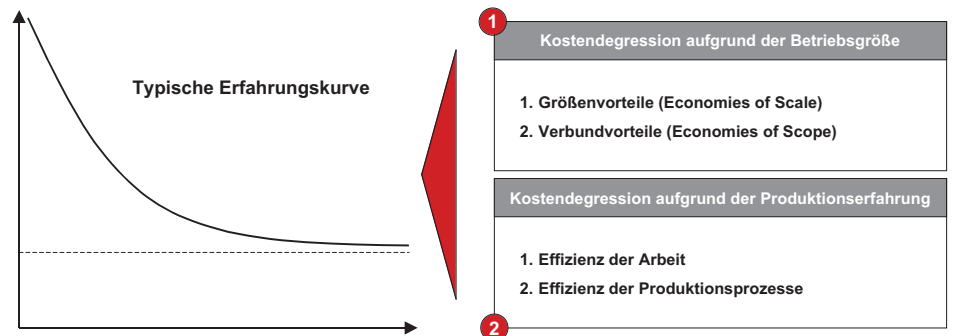 Typische Erfahrungskurve
1
Kostendegression aufgrund der Betriebsgröße
1. Größenvorteile (Economies of Scale)
2. Verbundvorteile (Economies of Scope)
Kostendegression aufgrund der Produktionserfahrung
1. Effizienz der Arbeit
2. Effizienz der Produktionsprozesse
2